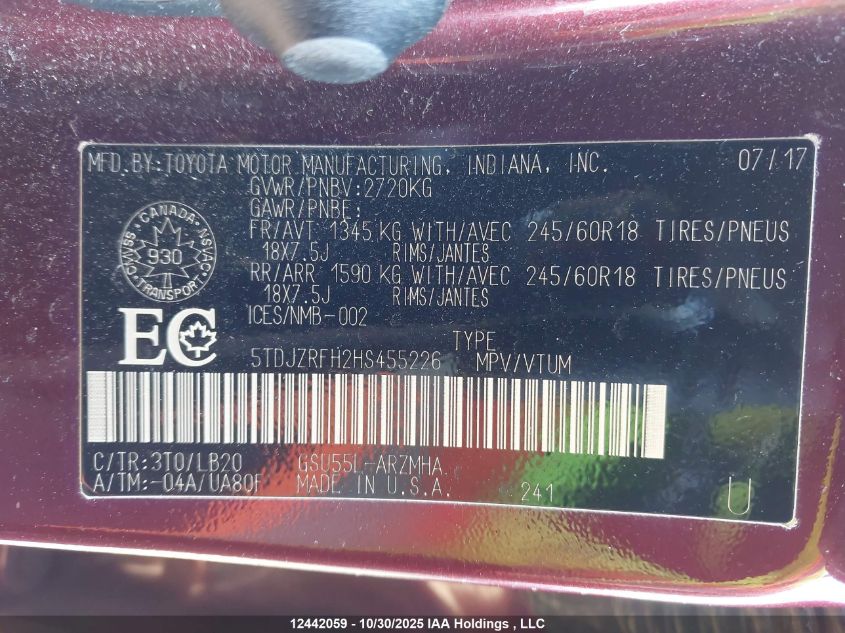 MFD.BY:TOYOTA MOTOR MANUFACTURING, INDIANA, INC. 07/17
GVWR/PNBV:2720KG
GAWR/PNBE:
FR/AVT 1345 KG WITH/AVEC 245/60R18 TIRES/PNEUS
18X7.5J RIMS/JANTES
RR/ARR 1590 KG WITH/AVEC 245/60R18 TIRES/PNEUS
18X7.5J RIMS/JANTES
ICES/NMB-002
CANADA
CMVSS NSVAC
930
TRANSPORT
EC
TYPE
5TDJZRFH2HS455226 MPV/VTUM
C/TR:3T0/LB20 GSU55L-ARZMHA
A/TM:-04A/UA80F MADE IN U.S.A. 241
U
12442059 - 10/30/2025 IAA Holdings , LLC